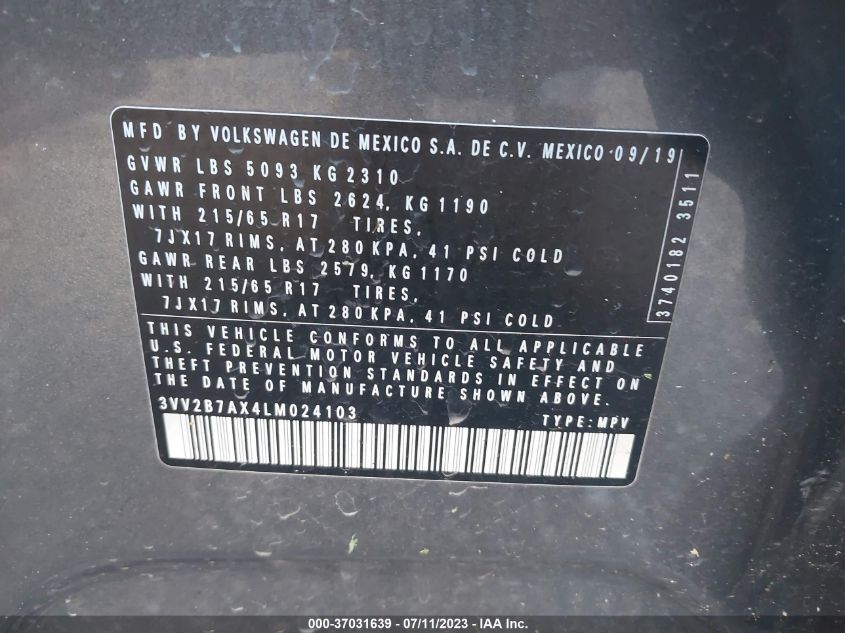 MFD BY VOLKSWAGEN DE MEXICO S.A. DE C.V. MEXICO 09/19
GVWR LBS 5093 KG 2310
GAWR FRONT LBS 2624, KG 1190
WITH 215/65 R17 TIRES,
7JX17 RIMS, AT 280 KPA, 41 PSI COLD
GAWR REAR LBS 2579, KG 1170
WITH 215/65 R17 TIRES,
7JX17 RIMS, AT 280 KPA, 41 PSI COLD
3740182 3511
THIS VEHICLE CONFORMS TO ALL APPLICABLE
U.S. FEDERAL MOTOR VEHICLE SAFETY AND
THEFT PREVENTION STANDARDS IN EFFECT ON
THE DATE OF MANUFACTURE SHOWN ABOVE.
3VV2B7AX4LM024103 TYPE: MPV
000-37031639 - 07/11/2023 - IAA Inc.